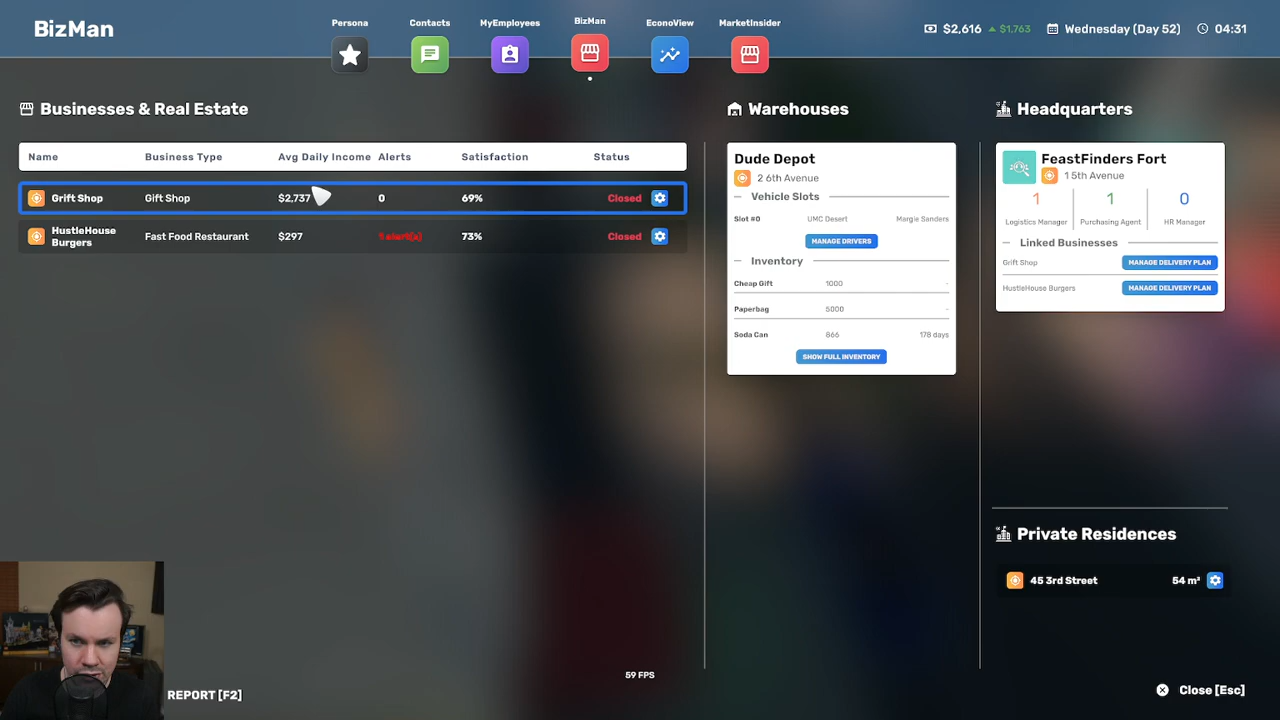 BizMan
Persona
Contacts
MyEmployees
BizMan
EconoView
MarketInsider
$2,616 ▲ $1,763
Wednesday (Day 52)
04:31
Businesses & Real Estate
Name Business Type Avg Daily Income Alerts Satisfaction Status
Grift Shop Gift Shop $2,737 0 69% Closed
HustleHouse
Burgers
Fast Food Restaurant $297 1 alert(a) 73% Closed
Warehouses
Dude Depot
2 6th Avenue
Vehicle Slots
Slot #0 UMC Desert Margie Sanders
MANAGE DRIVERS
Inventory
Cheap Gift 1000 -
Paperbag 5000 -
Soda Can 866 178 days
SHOW FULL INVENTORY
Headquarters
FeastFinders Fort
1 5th Avenue
1 1 0
Logistics Manager Purchasing Agent HR Manager
Linked Businesses
Grift Shop MANAGE DELIVERY PLAN
HustleHouse Burgers MANAGE DELIVERY PLAN
Private Residences
45 3rd Street 54 m²
59 FPS
REPORT [F2]
Close [Esc]